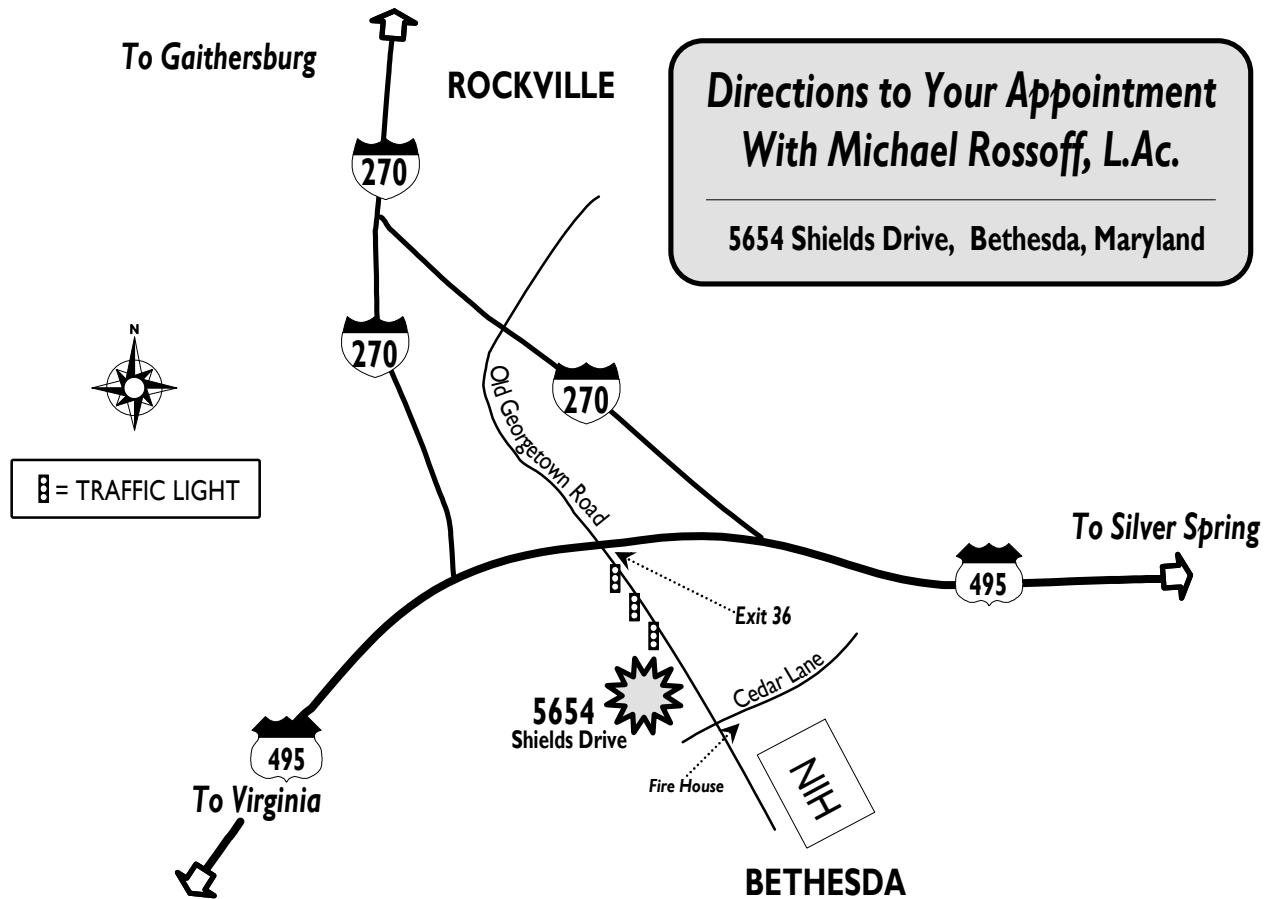 To Gaithersburg
ROCKVILLE
Directions to Your Appointment
With Michael Rossoff, L.Ac.
5654 Shields Drive, Bethesda, Maryland
270
N
270
270
Old Georgetown Road
= TRAFFIC LIGHT
To Silver Spring
495
Exit 36
Cedar Lane
5654
Shields Drive
495
Fire House
NIH
To Virginia
BETHESDA